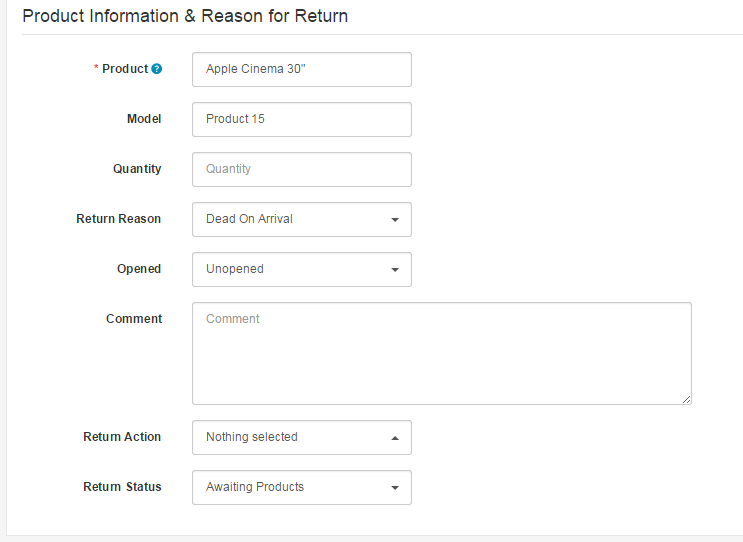 Product Information & Reason for Return
* Product ? Apple Cinema 30"
Model Product 15
Quantity Quantity
Return Reason Dead On Arrival
Opened Unopened
Comment Comment
Return Action Nothing selected
Return Status Awaiting Products